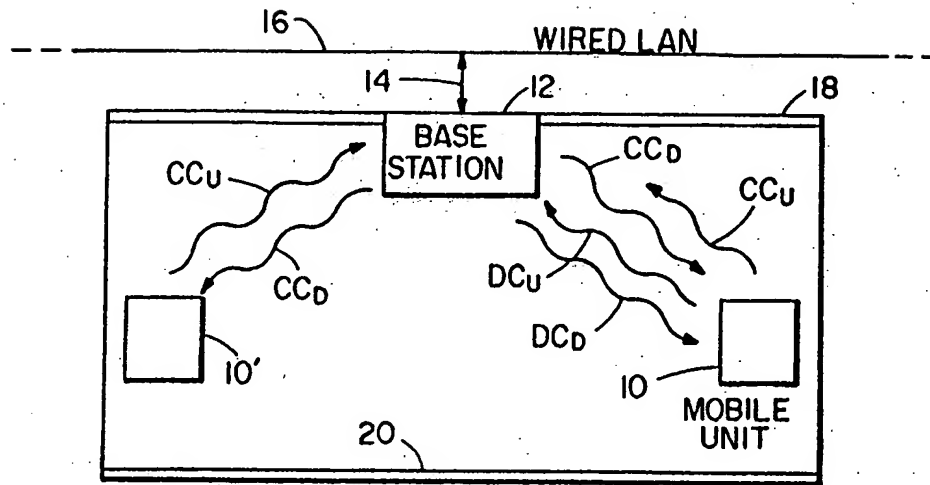 16
WIRED LAN
14
12
18
BASE
STATION
CCU
CCD
CCD
CCU
DCU
DCD
10'
10
MOBILE
UNIT
20